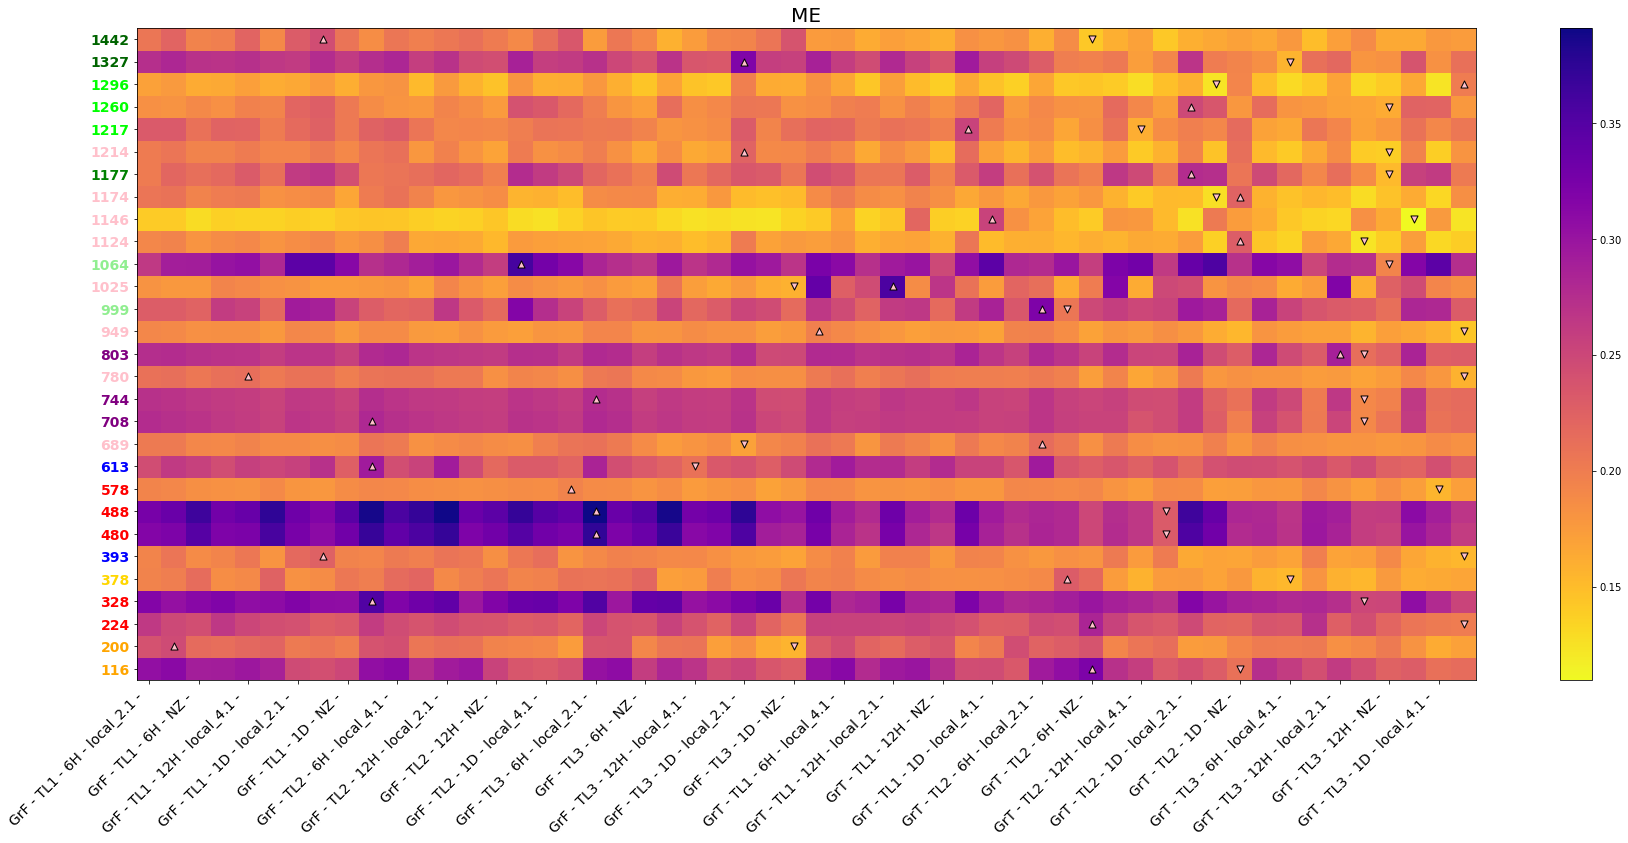 ME
1442
1327
1296
1260
1217
1214
1177
1174
1146
1124
1064
1025
999
949
803
780
744
708
689
613
578
488
480
393
378
328
224
200
116
GrF - TL1 - 6H - local_2.1 -
GrF - TL1 - 6H - NZ -
GrF - TL1 - 12H - local_4.1 -
GrF - TL1 - 1D - local_2.1 -
GrF - TL1 - 1D - NZ -
GrF - TL2 - 6H - local_4.1 -
GrF - TL2 - 12H - local_2.1 -
GrF - TL2 - 12H - NZ -
GrF - TL2 - 1D - local_4.1 -
GrF - TL3 - 6H - local_2.1 -
GrF - TL3 - 6H - NZ -
GrF - TL3 - 12H - local_4.1 -
GrF - TL3 - 1D - local_2.1 -
GrF - TL3 - 1D - NZ -
GrT - TL1 - 6H - local_4.1 -
GrT - TL1 - 12H - local_2.1 -
GrT - TL1 - 12H - NZ -
GrT - TL1 - 1D - local_4.1 -
GrT - TL2 - 6H - local_2.1 -
GrT - TL2 - 6H - NZ -
GrT - TL2 - 12H - local_4.1 -
GrT - TL2 - 1D - local_2.1 -
GrT - TL2 - 1D - NZ -
GrT - TL3 - 6H - local_4.1 -
GrT - TL3 - 12H - local_2.1 -
GrT - TL3 - 12H - NZ -
GrT - TL3 - 1D - local_4.1 -
0.35
0.30
0.25
0.20
0.15